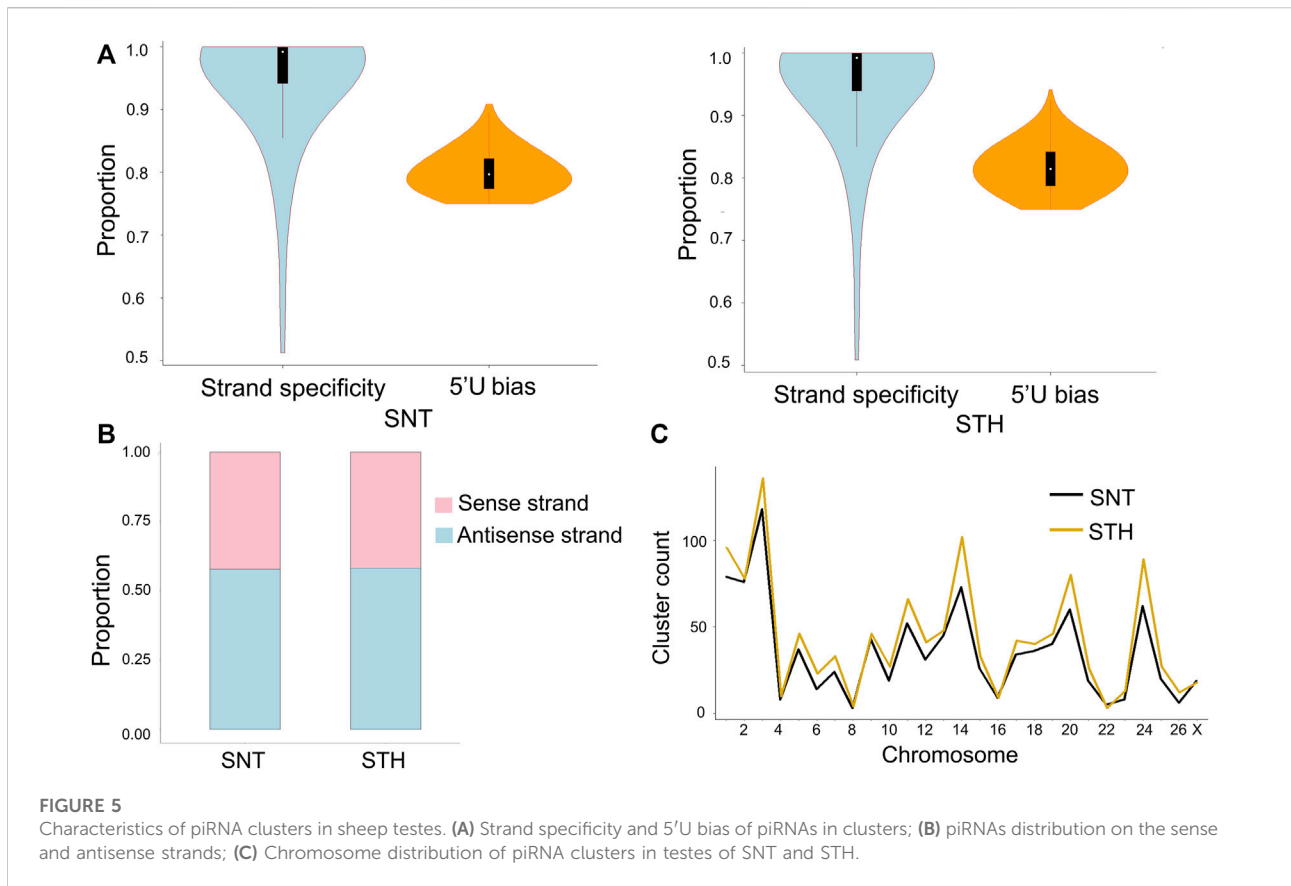 A
Proportion
1.0
0.9
0.8
0.7
0.6
0.5
Strand specificity 5'U bias
SNT
Proportion
1.0
0.9
0.8
0.7
0.6
0.5
Strand specificity 5'U bias
STH
B
Proportion
1.00
0.75
0.50
0.25
0.00
SNT STH
Sense strand
Antisense strand
C
SNT
STH
Cluster count
100
50
0
2 4 6 8 10 12 14 16 18 20 22 24 26 X
Chromosome
FIGURE 5
Characteristics of piRNA clusters in sheep testes. (A) Strand specificity and 5′U bias of piRNAs in clusters; (B) piRNAs distribution on the sense
and antisense strands; (C) Chromosome distribution of piRNA clusters in testes of SNT and STH.